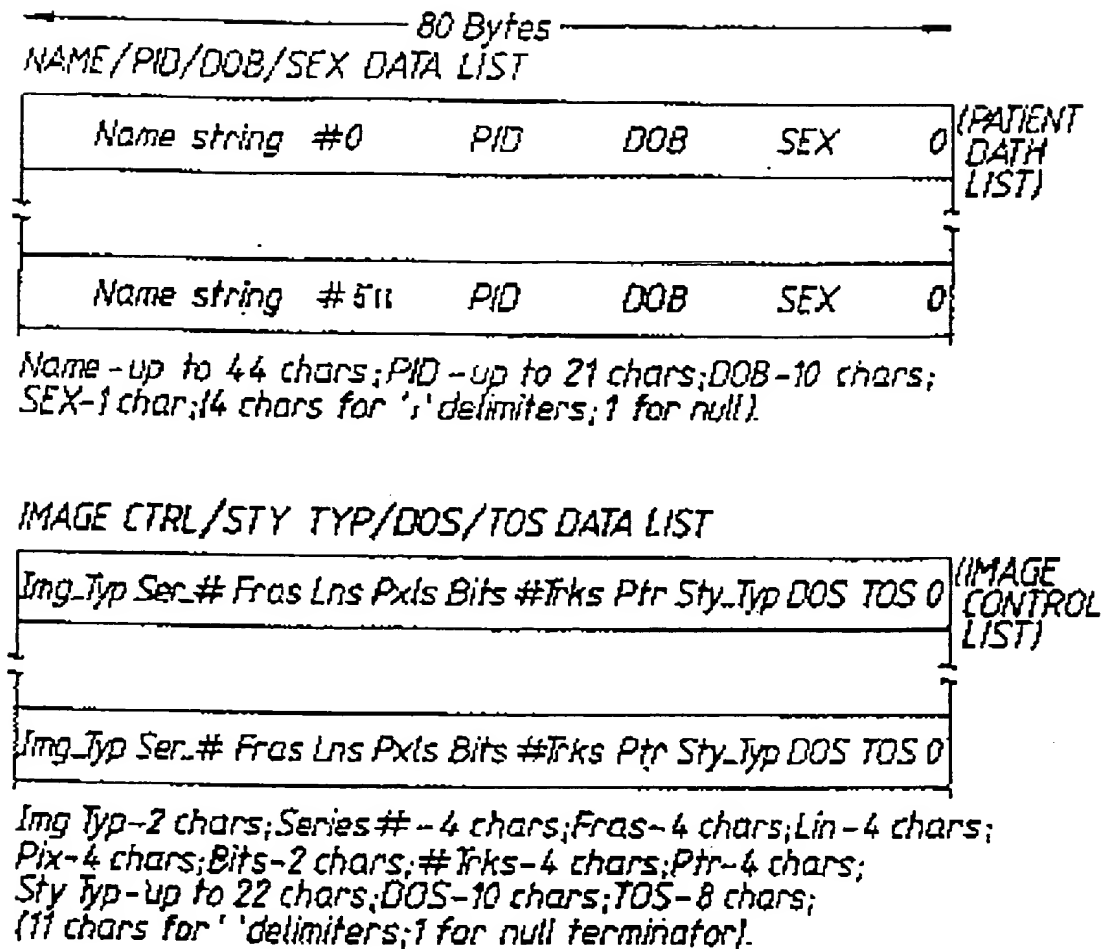 80 Bytes
NAME/PID/DOB/SEX DATA LIST
Name string #0 PID DOB SEX 0
(PATIENT
DATA
LIST)
Name string PID DOB SEX 0
Name-up to 44 chars;PID-up to 21 chars;DOB-10 chars;
SEX-1 char;(4 chars for ';' delimiters;1 for null).
IMAGE CTRL/STY TYP/DOS/TOS DATA LIST
Img_Typ Ser_# Fras Lns Pxls Bits #Trks Ptr Sty_Typ DOS TOS 0
(IMAGE
CONTROL
LIST)
Img_Typ Ser_# Fras Lns Pxls Bits #Trks Ptr Sty_Typ DOS TOS 0
Img Typ-2 chars;Series #-4 chars;Fras-4 chars;Lin-4 chars;
Pix-4 chars;Bits-2 chars;#Trks-4 chars;Ptr-4 chars;
Sty Typ-up to 22 chars;DOS-10 chars;TOS-8 chars;
(11 chars for ' 'delimiters;1 for null terminator).